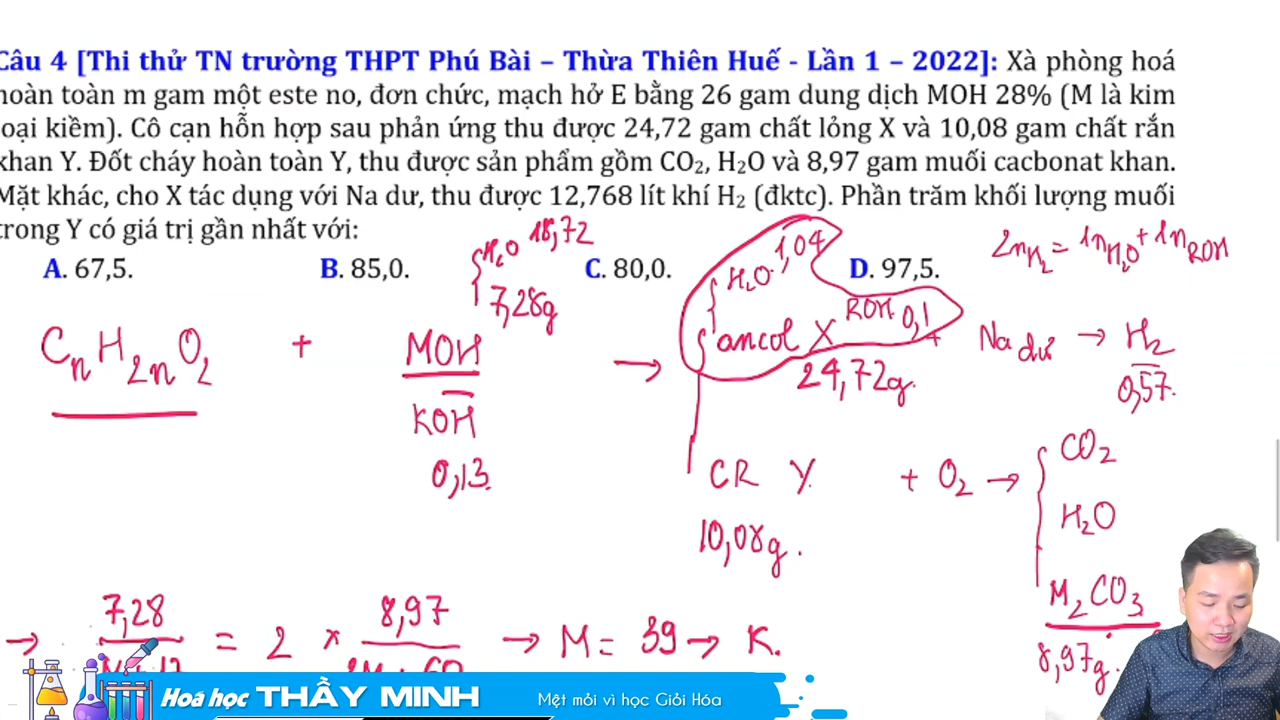 Câu 4 [Thi thử TN trường THPT Phú Bài – Thừa Thiên Huế - Lần 1 – 2022]: Xà phòng hoá
hoàn toàn m gam một este no, đơn chức, mạch hở E bằng 26 gam dung dịch MOH 28% (M là kim
loại kiềm). Cô cạn hỗn hợp sau phản ứng thu được 24,72 gam chất lỏng X và 10,08 gam chất rắn
khan Y. Đốt cháy hoàn toàn Y, thu được sản phẩm gồm CO₂, H₂O và 8,97 gam muối cacbonat khan.
Mặt khác, cho X tác dụng với Na dư, thu được 12,768 lít khí H₂ (đktc). Phần trăm khối lượng muối
trong Y có giá trị gần nhất với:
A. 67,5. B. 85,0. C. 80,0. D. 97,5.
H₂O 18,72
7,28g
H₂O 1,04
2nH₂ = 1nH₂O + 1nROH
CₙH₂ₙO₂ + MOH → ancol X ROH 0,1 + Na dư → H₂
24,72g.
0,57.
KOH
0,13.
CR Y + O₂ → CO₂
H₂O
10,08g.
M₂CO₃
8,97g.
→ 7,28 = 2 × 8,97 → M = 39 → K.
Hoá học THẦY MINH
Mệt mỏi vì học Giỏi Hóa